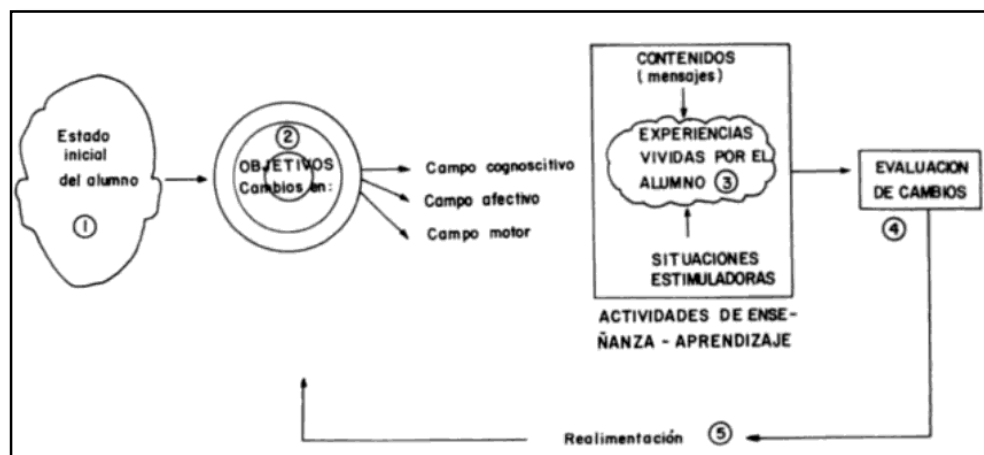 Estado
inicial
del alumno
①
②
OBJETIVOS
Cambios en:
Campo cognoscitivo
Campo afectivo
Campo motor
CONTENIDOS
(mensajes)
EXPERIENCIAS
VIVIDAS POR EL
ALUMNO ③
SITUACIONES
ESTIMULADORAS
ACTIVIDADES DE ENSE-
ÑANZA - APRENDIZAJE
EVALUACION
DE CAMBIOS
④
Realimentación ⑤